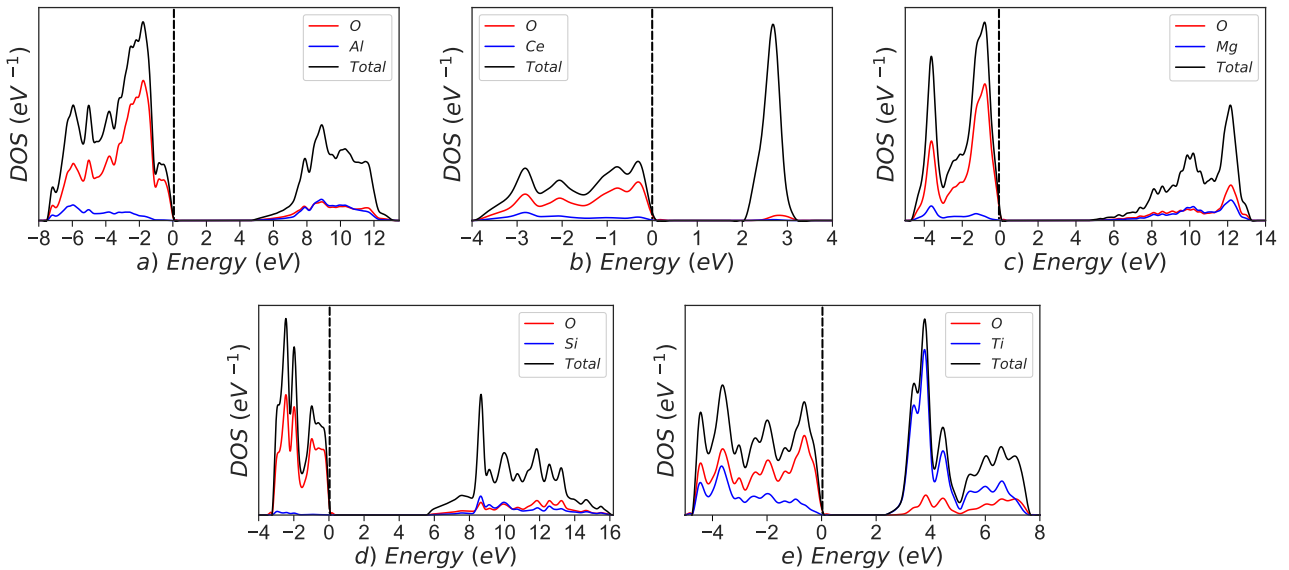 DOS (eV⁻¹)
O
Al
Total
−8 −6 −4 −2 0 2 4 6 8 10 12
a) Energy (eV)
DOS (eV⁻¹)
O
Ce
Total
−4 −3 −2 −1 0 1 2 3 4
b) Energy (eV)
DOS (eV⁻¹)
O
Mg
Total
−4 −2 0 2 4 6 8 10 12 14
c) Energy (eV)
DOS (eV⁻¹)
O
Si
Total
−4 −2 0 2 4 6 8 10 12 14 16
d) Energy (eV)
DOS (eV⁻¹)
O
Ti
Total
−4 −2 0 2 4 6 8
e) Energy (eV)